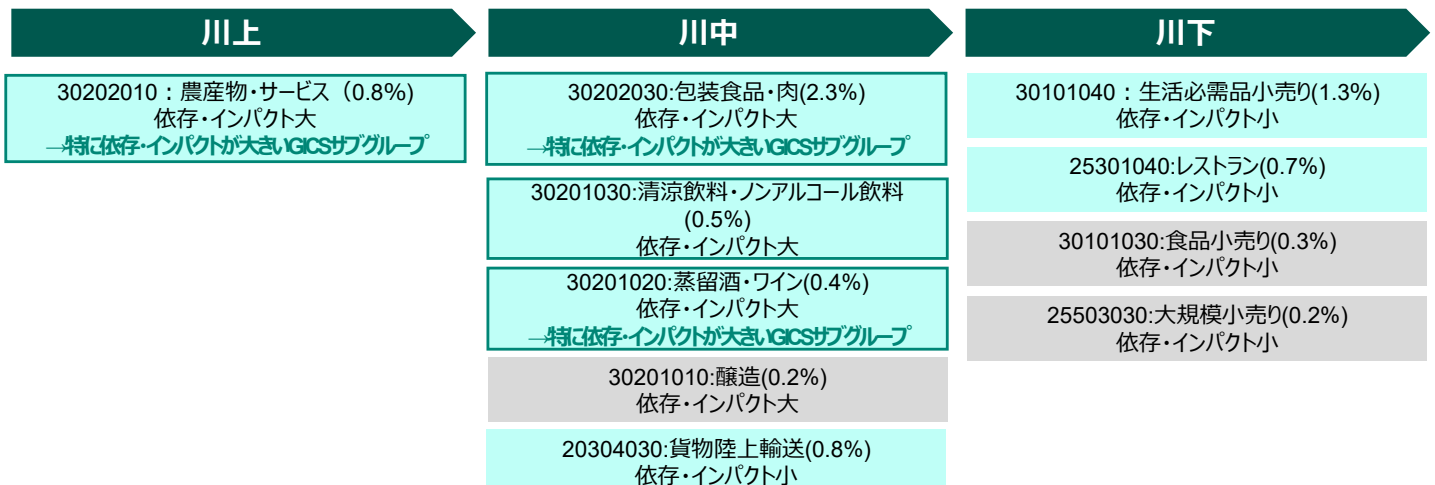 川上
30202010：農産物・サービス（0.8%)
依存・インパクト大
→特に依存・インパクトが大きいGICSサブグループ
川中
30202030:包装食品・肉(2.3%)
依存・インパクト大
→特に依存・インパクトが大きいGICSサブグループ
30201030:清涼飲料・ノンアルコール飲料
(0.5%)
依存・インパクト大
30201020:蒸留酒・ワイン(0.4%)
依存・インパクト大
→特に依存・インパクトが大きいGICSサブグループ
30201010:醸造(0.2%)
依存・インパクト大
20304030:貨物陸上輸送(0.8%)
依存・インパクト小
川下
30101040：生活必需品小売り(1.3%)
依存・インパクト小
25301040:レストラン(0.7%)
依存・インパクト小
30101030:食品小売り(0.3%)
依存・インパクト小
25503030:大規模小売り(0.2%)
依存・インパクト小